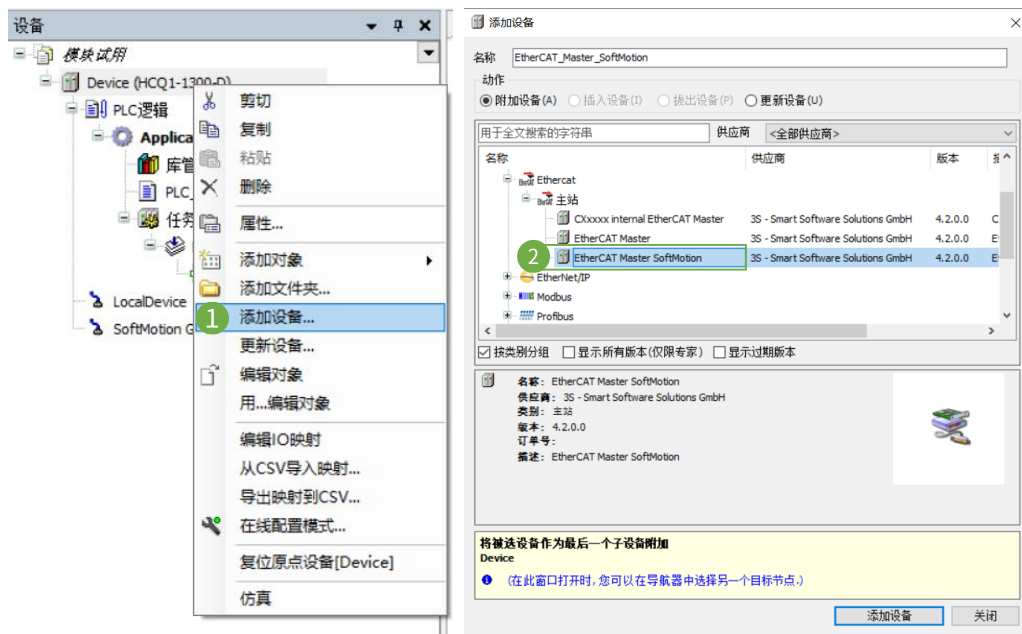 设备
模块试用
Device (HCQ1-1300-D)
PLC逻辑
Applica
库管
PLC_
任务
LocalDevice
SoftMotion G
剪切
复制
粘贴
删除
属性...
添加对象
添加文件夹...
1 添加设备...
更新设备...
编辑对象
用...编辑对象
编辑IO映射
从CSV导入映射...
导出映射到CSV...
在线配置模式...
复位原点设备[Device]
仿真
添加设备
名称 EtherCAT_Master_SoftMotion
动作
附加设备(A) 插入设备(I) 拔出设备(P) 更新设备(U)
用于全文搜索的字符串 供应商 <全部供应商>
名称 供应商 版本 描
Ethercat
主站
CXxxxx internal EtherCAT Master 3S - Smart Software Solutions GmbH 4.2.0.0 C
EtherCAT Master 3S - Smart Software Solutions GmbH 4.2.0.0 E
2 EtherCAT Master SoftMotion 3S - Smart Software Solutions GmbH 4.2.0.0 E
EtherNet/IP
Modbus
Profibus
按类别分组 显示所有版本(仅限专家) 显示过期版本
名称: EtherCAT Master SoftMotion
供应商: 3S - Smart Software Solutions GmbH
类别: 主站
版本: 4.2.0.0
订单号:
描述: EtherCAT Master SoftMotion
将被选设备作为最后一个子设备附加
Device
(在此窗口打开时,您可以在导航器中选择另一个目标节点.)
添加设备 关闭